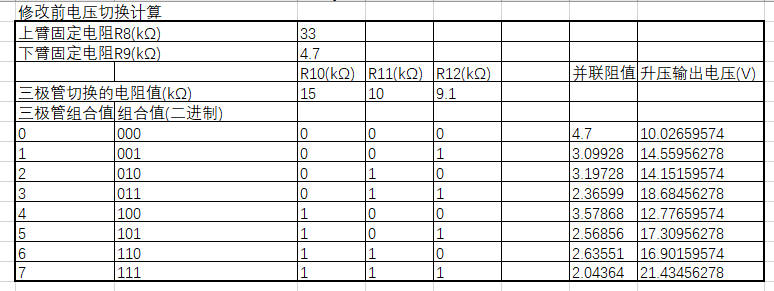 修改前电压切换计算
上臂固定电阻R8(kΩ) 33
下臂固定电阻R9(kΩ) 4.7
R10(kΩ) R11(kΩ) R12(kΩ) 并联阻值 升压输出电压(V)
三极管切换的电阻值(kΩ) 15 10 9.1
三极管组合值 组合值(二进制)
0 000 0 0 0 4.7 10.02659574
1 001 0 0 1 3.09928 14.55956278
2 010 0 1 0 3.19728 14.15159574
3 011 0 1 1 2.36599 18.68456278
4 100 1 0 0 3.57868 12.77659574
5 101 1 0 1 2.56856 17.30956278
6 110 1 1 0 2.63551 16.90159574
7 111 1 1 1 2.04364 21.43456278